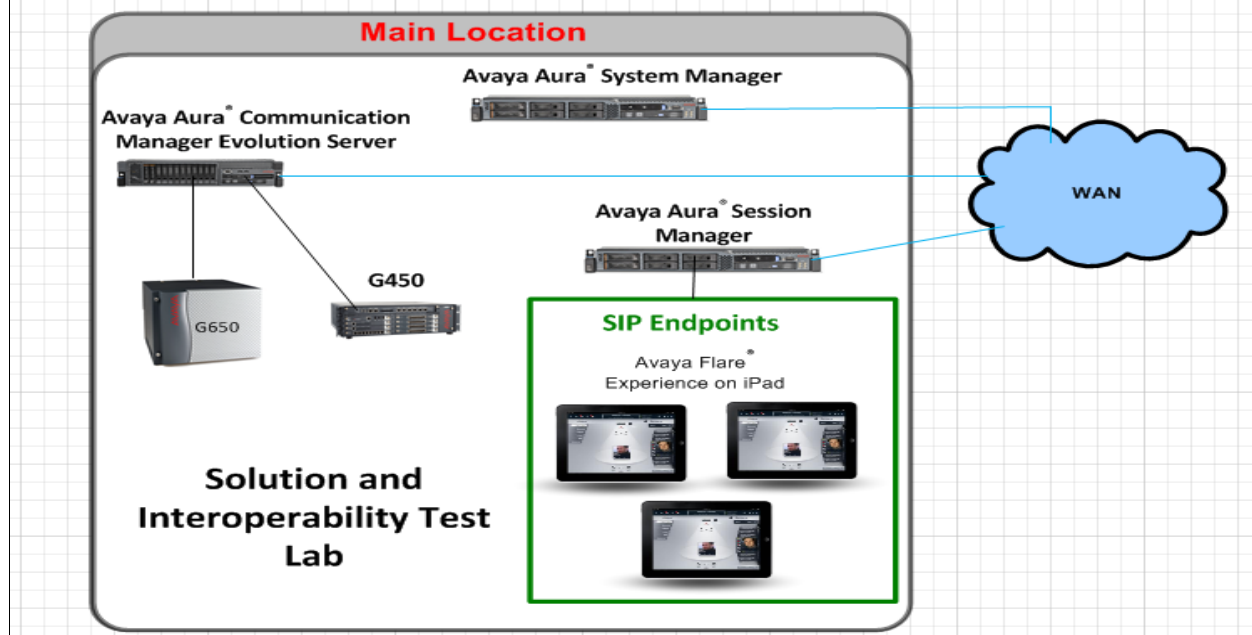 Main Location
Avaya Aura® System Manager
Avaya Aura® Communication
Manager Evolution Server
WAN
Avaya Aura® Session
Manager
G450
G650
SIP Endpoints
Avaya Flare®
Experience on iPad
Solution and
Interoperability Test
Lab